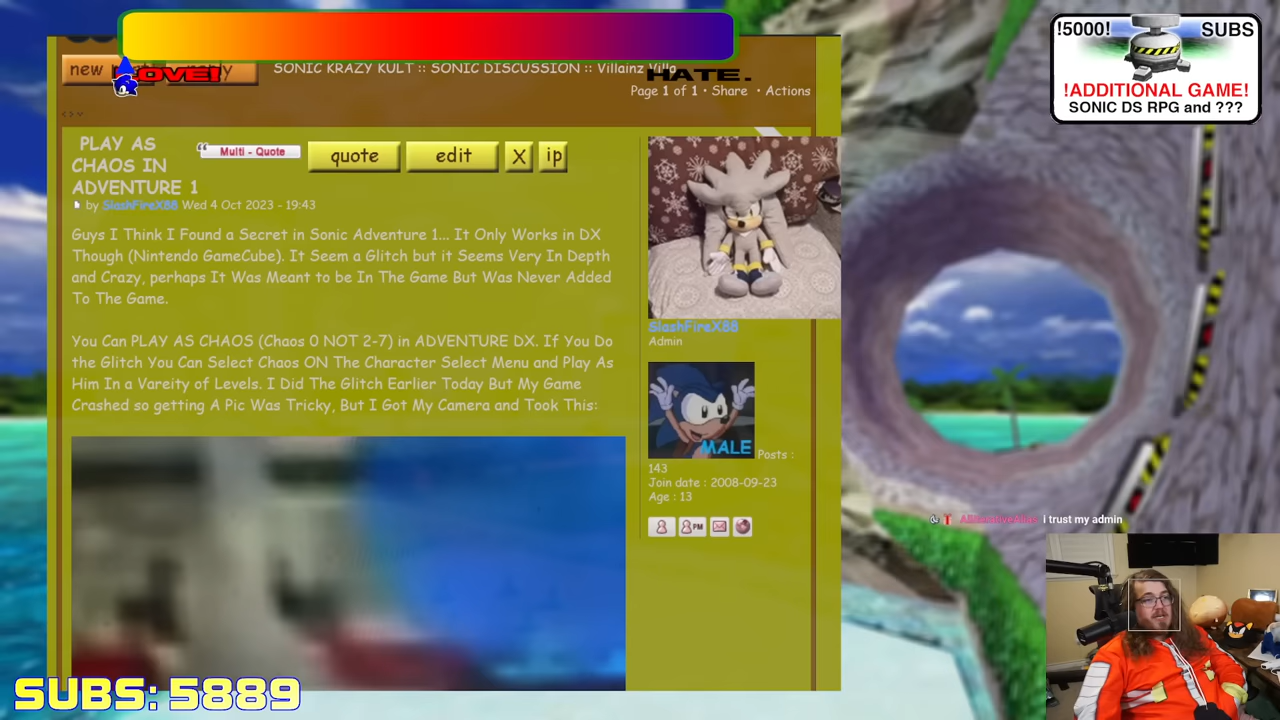 !5000! SUBS
!ADDITIONAL GAME!
SONIC DS RPG and ???
LOVE!
HATE.
new
reply
SONIC KRAZY KULT :: SONIC DISCUSSION :: Villainz Villa
Page 1 of 1 • Share • Actions
PLAY AS
CHAOS IN
ADVENTURE 1
Multi - Quote
quote
edit
X
ip
by SlashFireX88 Wed 4 Oct 2023 - 19:43
Guys I Think I Found a Secret in Sonic Adventure 1... It Only Works in DX
Though (Nintendo GameCube). It Seem a Glitch but it Seems Very In Depth
and Crazy, perhaps It Was Meant to be In The Game But Was Never Added
To The Game.
You Can PLAY AS CHAOS (Chaos 0 NOT 2-7) in ADVENTURE DX. If You Do
the Glitch You Can Select Chaos ON The Character Select Menu and Play As
Him In a Vareity of Levels. I Did The Glitch Earlier Today But My Game
Crashed so getting A Pic Was Tricky, But I Got My Camera and Took This:
SlashFireX88
Admin
MALE
Posts :
143
Join date : 2008-09-23
Age : 13
PM
i trust my admin
SUBS: 5889